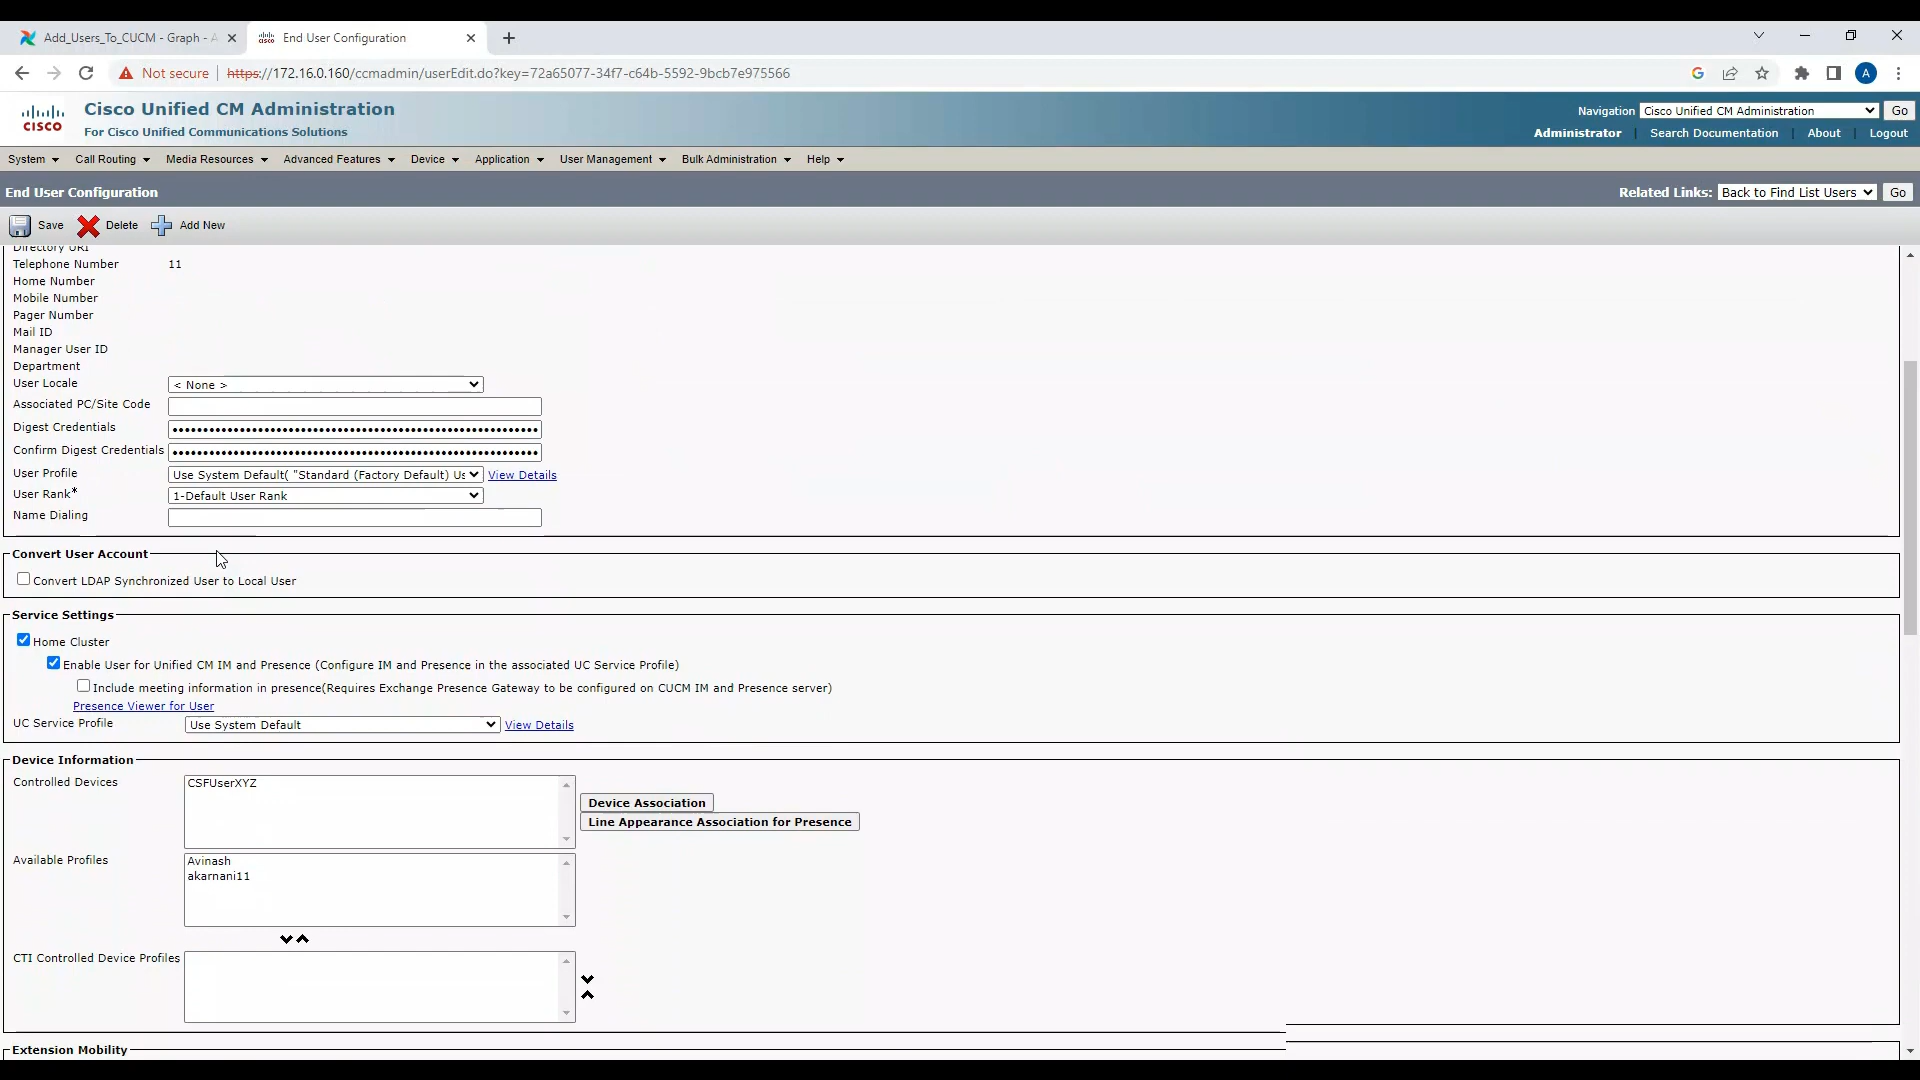 Add_Users_To_CUCM - Graph - A
End User Configuration
Not secure https://172.16.0.160/ccmadmin/userEdit.do?key=72a65077-34f7-c64b-5592-9bcb7e975566
A
cisco
Cisco Unified CM Administration
For Cisco Unified Communications Solutions
Navigation Cisco Unified CM Administration Go
Administrator Search Documentation About Logout
System Call Routing Media Resources Advanced Features Device Application User Management Bulk Administration Help
End User Configuration
Related Links: Back to Find List Users Go
Save Delete Add New
Directory URI
Telephone Number 11
Home Number
Mobile Number
Pager Number
Mail ID
Manager User ID
Department
User Locale < None >
Associated PC/Site Code
Digest Credentials
Confirm Digest Credentials
User Profile Use System Default( "Standard (Factory Default) Us View Details
User Rank* 1-Default User Rank
Name Dialing
Convert User Account
Convert LDAP Synchronized User to Local User
Service Settings
Home Cluster
Enable User for Unified CM IM and Presence (Configure IM and Presence in the associated UC Service Profile)
Include meeting information in presence(Requires Exchange Presence Gateway to be configured on CUCM IM and Presence server)
Presence Viewer for User
UC Service Profile Use System Default View Details
Device Information
Controlled Devices CSFUserXYZ
Device Association
Line Appearance Association for Presence
Available Profiles Avinash
akarnani11
CTI Controlled Device Profiles
Extension Mobility